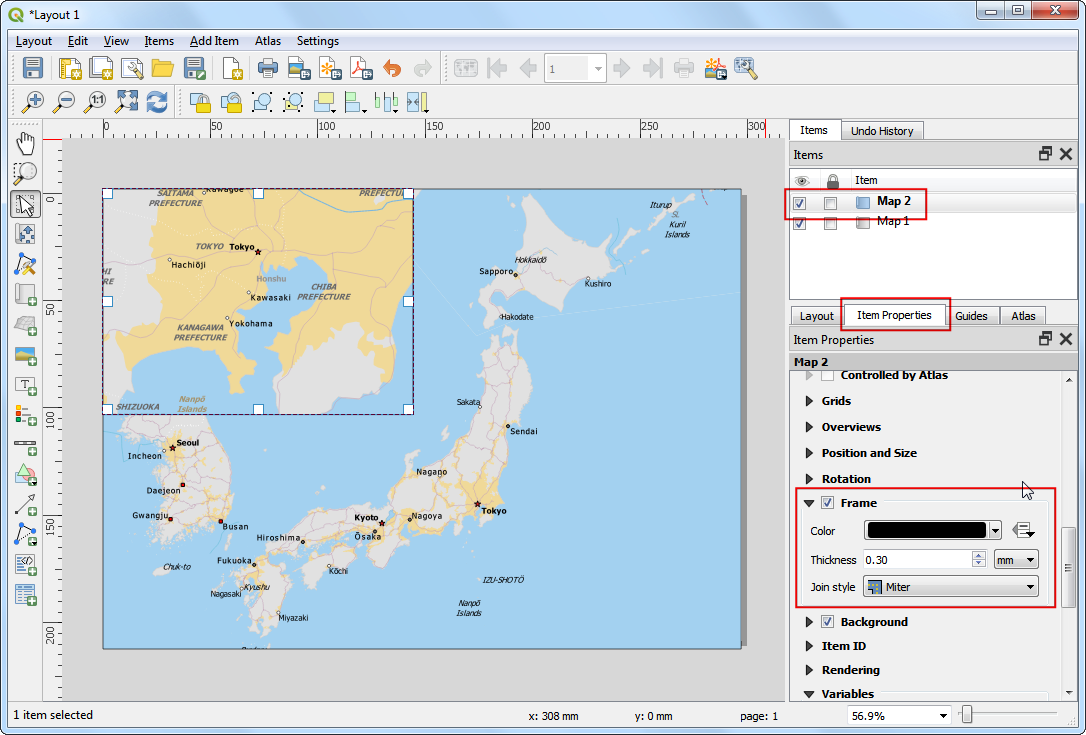 *Layout 1
Layout Edit View Items Add Item Atlas Settings
1:1
1
0 50 100 150 200 250 300
0
50
100
150
200
Items Undo History
Items
Item
Map 2
Map 1
Layout Item Properties Guides Atlas
Item Properties
Map 2
Controlled by Atlas
Grids
Overviews
Position and Size
Rotation
Frame
Color
Thickness 0.30 mm
Join style Miter
Background
Item ID
Rendering
Variables
SAITAMA
PREFECTURE
Kawagoe
PREFECTU
TOKYO Tokyo
Hachiōji
HI
RE
Honshu
CHIBA
PREFECTURE
Kawasaki
Yokohama
KANAGAWA
PREFECTURE
SHIZUOKA
Nanpō
Islands
Iturup
SL
Kuril
Islands
Hokkaidō
Sapporo
Kushiro
Hakodate
Sakata
Sendai
Seoul
Incheon
Daejeon
Gwangju
Busan
Nagano
Tokyo
Nagoya
Kyoto
Ōsaka
Hiroshima
Fukuoka
Kōchi
Chuk-to
Kyushu
Nagasaki
Miyazaki
IZU-SHOTŌ
Nanpō
Islands
1 item selected
x: 308 mm
y: 0 mm
page: 1
56.9%